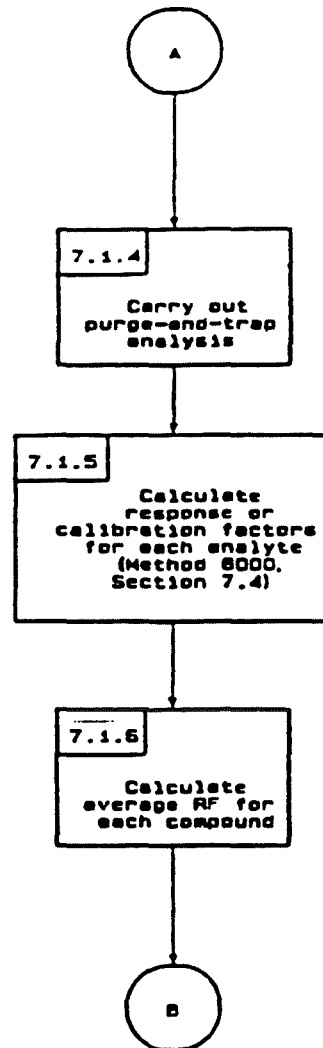 A
7.1.4
Carry out
purge-and-trap
analysis
7.1.5
Calculate
response or
calibration factors
for each analyte
(Method 8000,
Section 7.4)
7.1.6
Calculate
average RF for
each compound
B